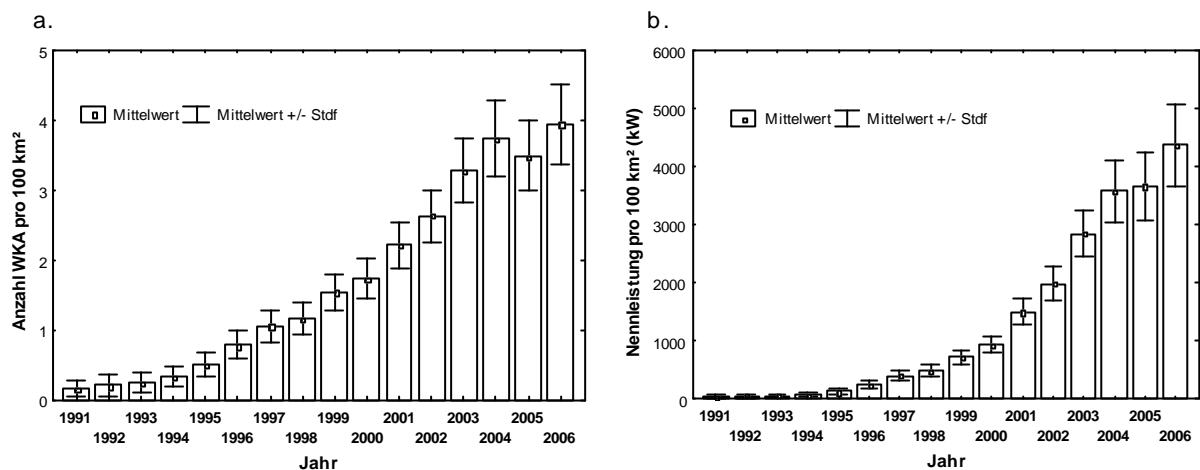 a.
5
4
3
2
1
0
Anzahl WKA pro 100 km²
Mittelwert Mittelwert +/- Stdf
1991 1993 1995 1997 1999 2001 2003 2005
1992 1994 1996 1998 2000 2002 2004 2006
Jahr
b.
6000
5000
4000
3000
2000
1000
0
Nennleistung pro 100 km² (kW)
Mittelwert Mittelwert +/- Stdf
1991 1993 1995 1997 1999 2001 2003 2005
1992 1994 1996 1998 2000 2002 2004 2006
Jahr